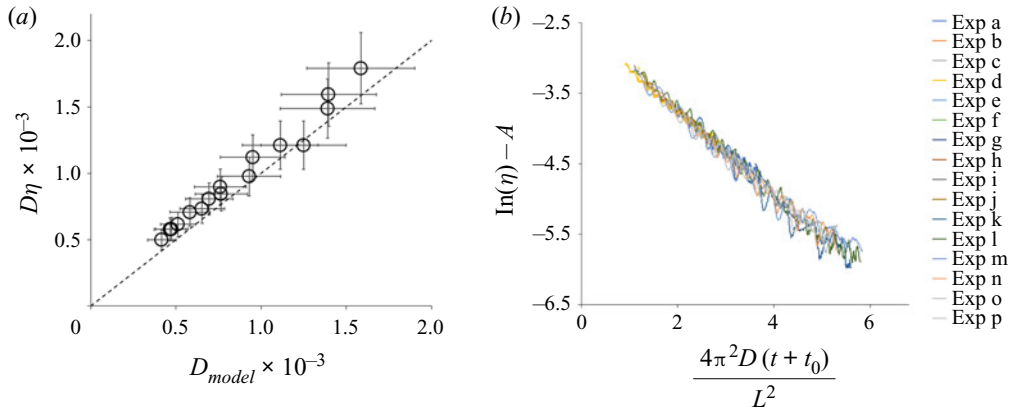 (a)
2.0
1.5
1.0
0.5
0
0.5
1.0
1.5
2.0
Dη × 10⁻³
D_model × 10⁻³
(b)
−2.5
−3.5
−4.5
−5.5
−6.5
2
4
6
In(η) – A
4π²D (t + t₀)
L²
Exp a
Exp b
Exp c
Exp d
Exp e
Exp f
Exp g
Exp h
Exp i
Exp j
Exp k
Exp l
Exp m
Exp n
Exp o
Exp p